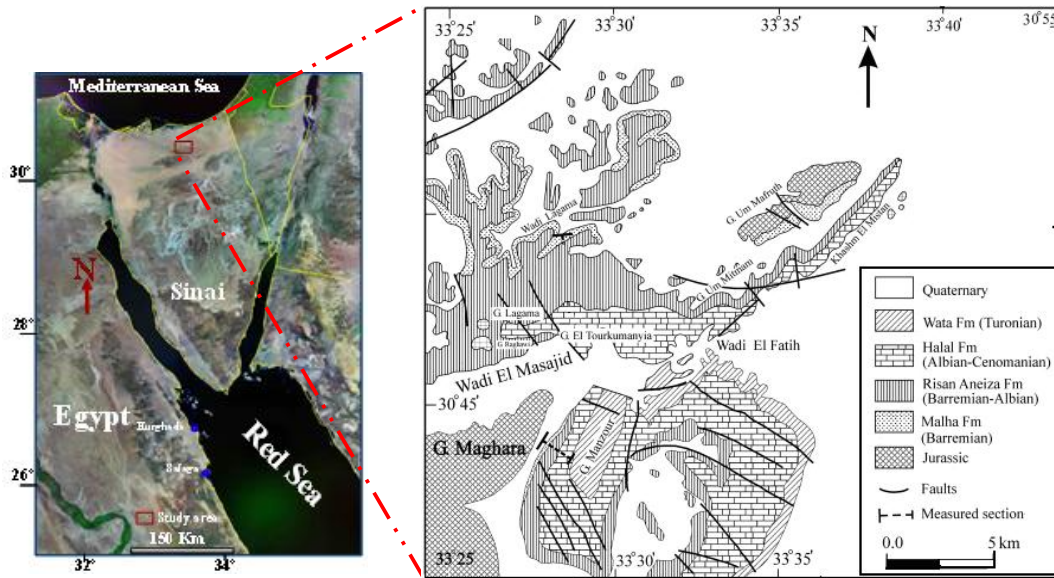 Mediterranean Sea
30°
N
Sinai
28°
Egypt
Hurghada
Safaga
Red Sea
26°
Study area
150 Km
32°
34°
33°25'
33°30'
33°35'
33°40'
30°55'
N
G. Um Mafruth
Wadi Lagama
Khashm El Mistan
G. Um Mitmani
G. Lagama
G. El Tourkumanyia
Wadi El Fatih
Wadi El Masajid
30°45'
G. Maghara
G. Manzour
33°25'
33°30'
33°35'
Quaternary
Wata Fm (Turonian)
Halal Fm
(Albian-Cenomanian)
Risan Aneiza Fm
(Barremian-Albian)
Malha Fm
(Barremian)
Jurassic
Faults
Measured section
0.0
5 km